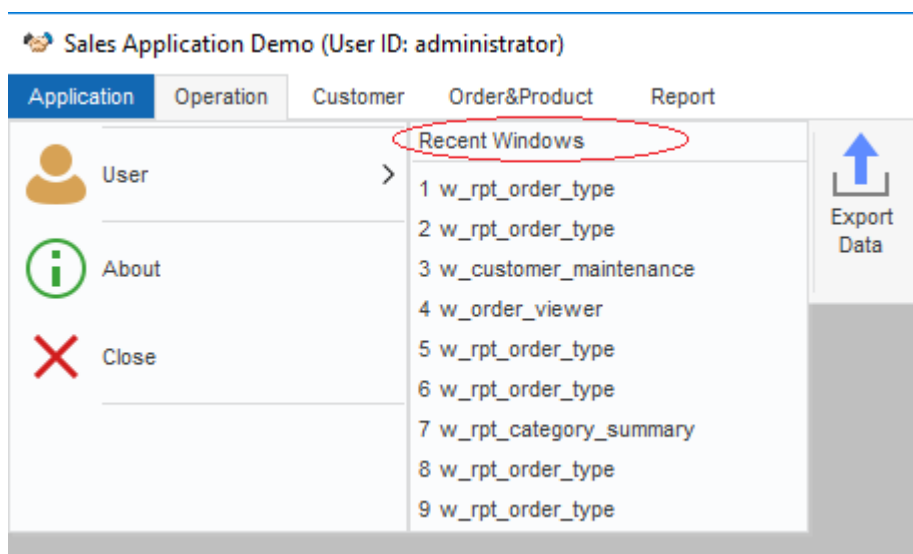 Sales Application Demo (User ID: administrator)
Application Operation Customer Order&Product Report
User
About
Close
Recent Windows
1 w_rpt_order_type
2 w_rpt_order_type
3 w_customer_maintenance
4 w_order_viewer
5 w_rpt_order_type
6 w_rpt_order_type
7 w_rpt_category_summary
8 w_rpt_order_type
9 w_rpt_order_type
Export
Data